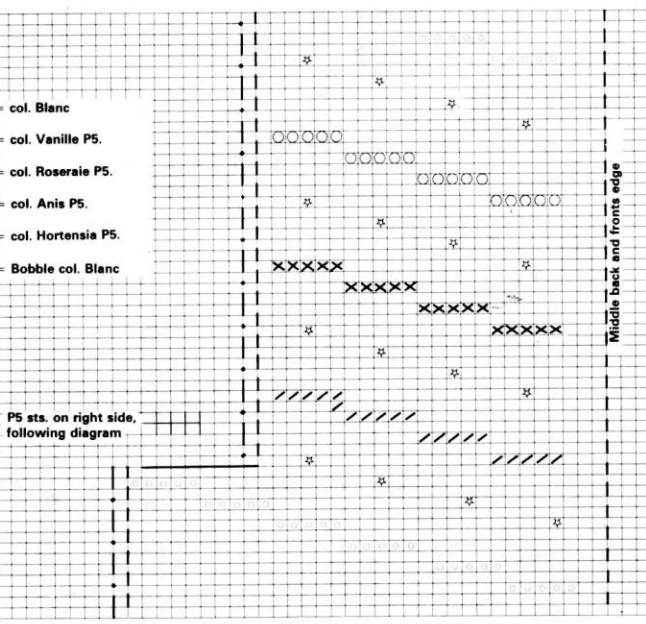 = col. Blanc
= col. Vanille P5.
= col. Roseraie P5.
= col. Anis P5.
= col. Hortensia P5.
= Bobble col. Blanc
P5 sts. on right side,
following diagram
Middle back and fronts edge